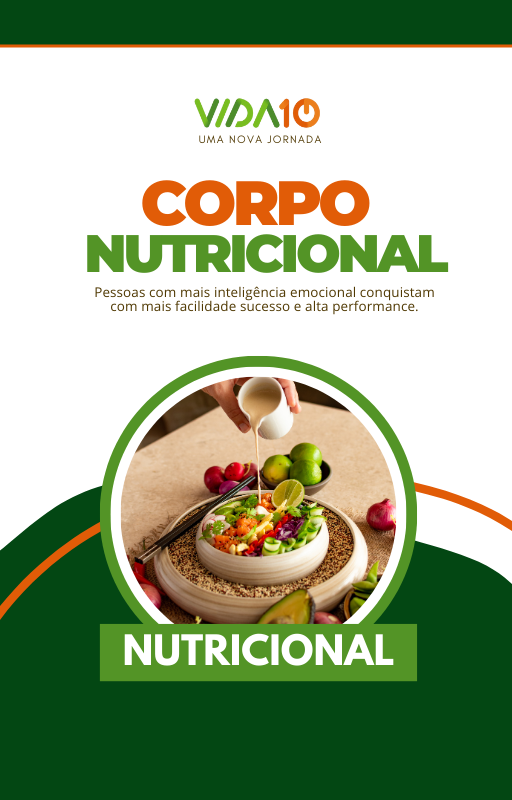 VIDA10
UMA NOVA JORNADA
CORPO
NUTRICIONAL
Pessoas com mais inteligência emocional conquistam
com mais facilidade sucesso e alta performance.
NUTRICIONAL